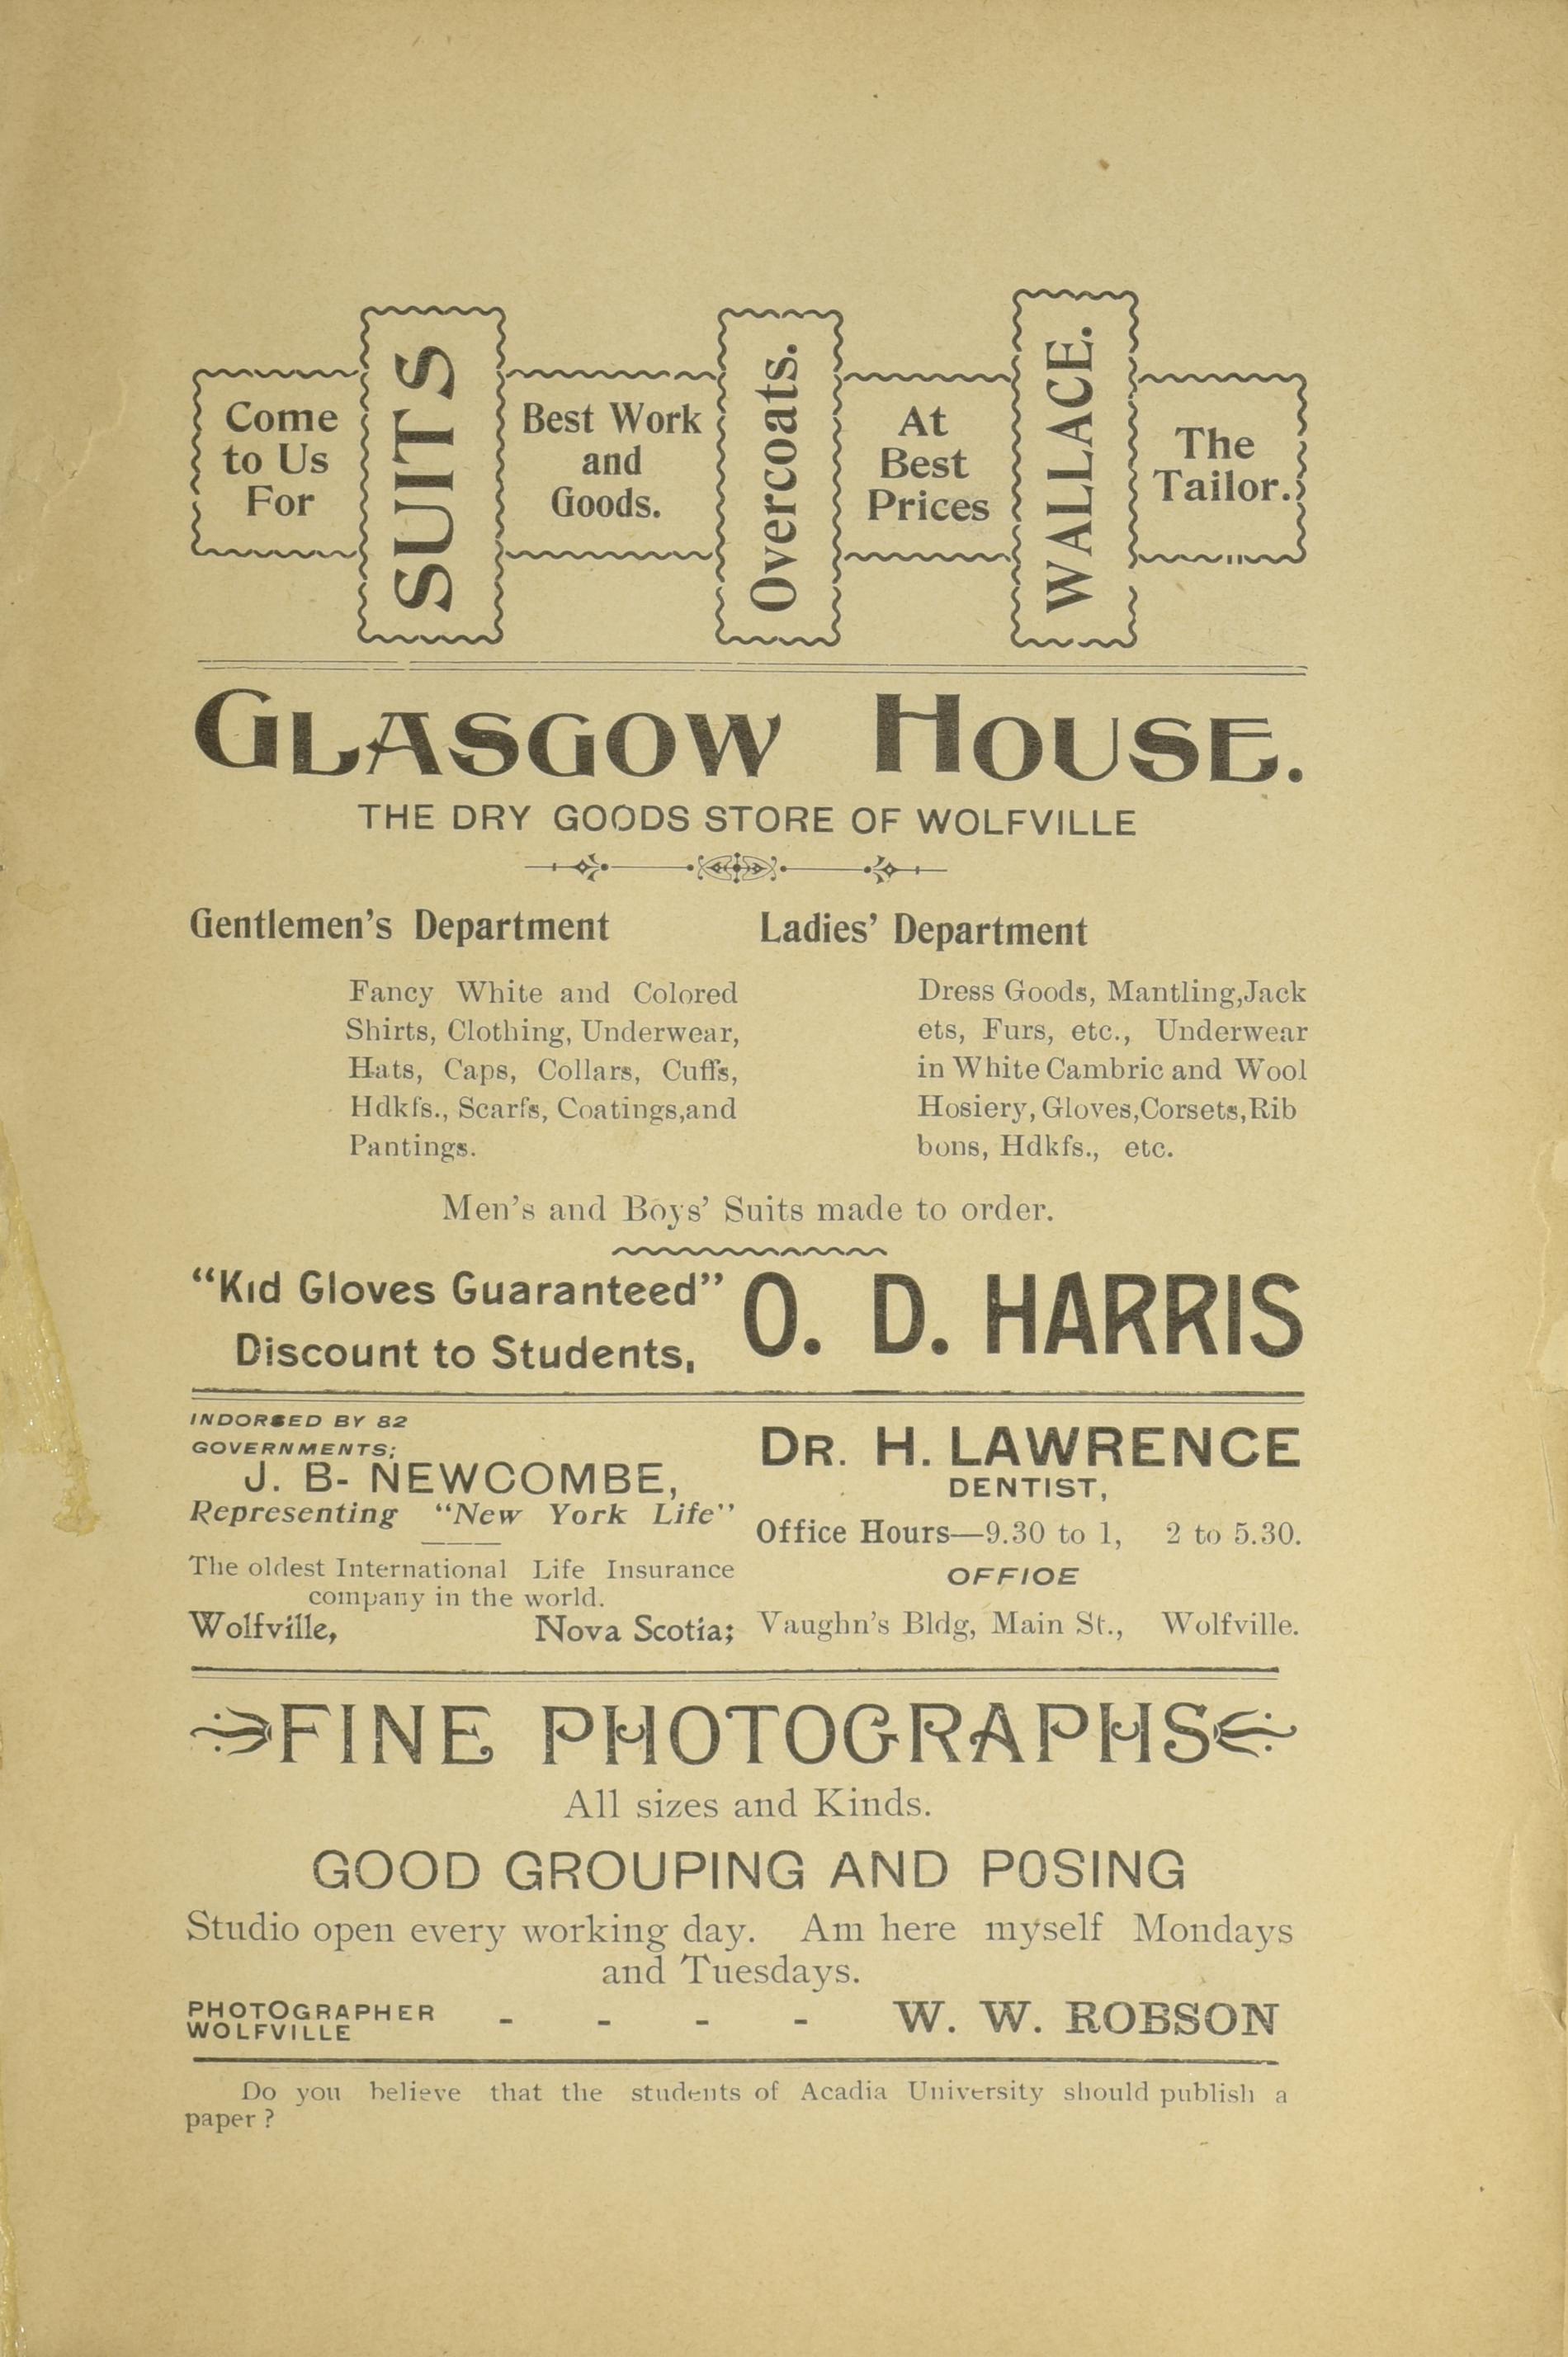 Come
to Us
For
SUITS
Best Work
and
Goods.
Overcoats.
At
Best
Prices
WALLACE.
The
Tailor.
GLASGOW HOUSE.
THE DRY GOODS STORE OF WOLFVILLE
Gentlemen's Department
Fancy White and Colored
Shirts, Clothing, Underwear,
Hats, Caps, Collars, Cuffs,
Hdkfs., Scarfs, Coatings,and
Pantings.
Ladies' Department
Dress Goods, Mantling,Jack
ets, Furs, etc., Underwear
in White Cambric and Wool
Hosiery, Gloves,Corsets,Rib
bons, Hdkfs., etc.
Men's and Boys' Suits made to order.
"Kid Gloves Guaranteed"
Discount to Students,
O. D. HARRIS
INDORSED BY 82
GOVERNMENTS;
J. B- NEWCOMBE,
Representing "New York Life"
The oldest International Life Insurance
company in the world.
Wolfville, Nova Scotia;
DR. H. LAWRENCE
DENTIST,
Office Hours—9.30 to 1, 2 to 5.30.
OFFIOE
Vaughn's Bldg, Main St., Wolfville.
FINE PHOTOGRAPHS
All sizes and Kinds.
GOOD GROUPING AND POSING
Studio open every working day. Am here myself Mondays
and Tuesdays.
PHOTOGRAPHER
WOLFVILLE
- - - - W. W. ROBSON
Do you believe that the students of Acadia University should publish a
paper ?